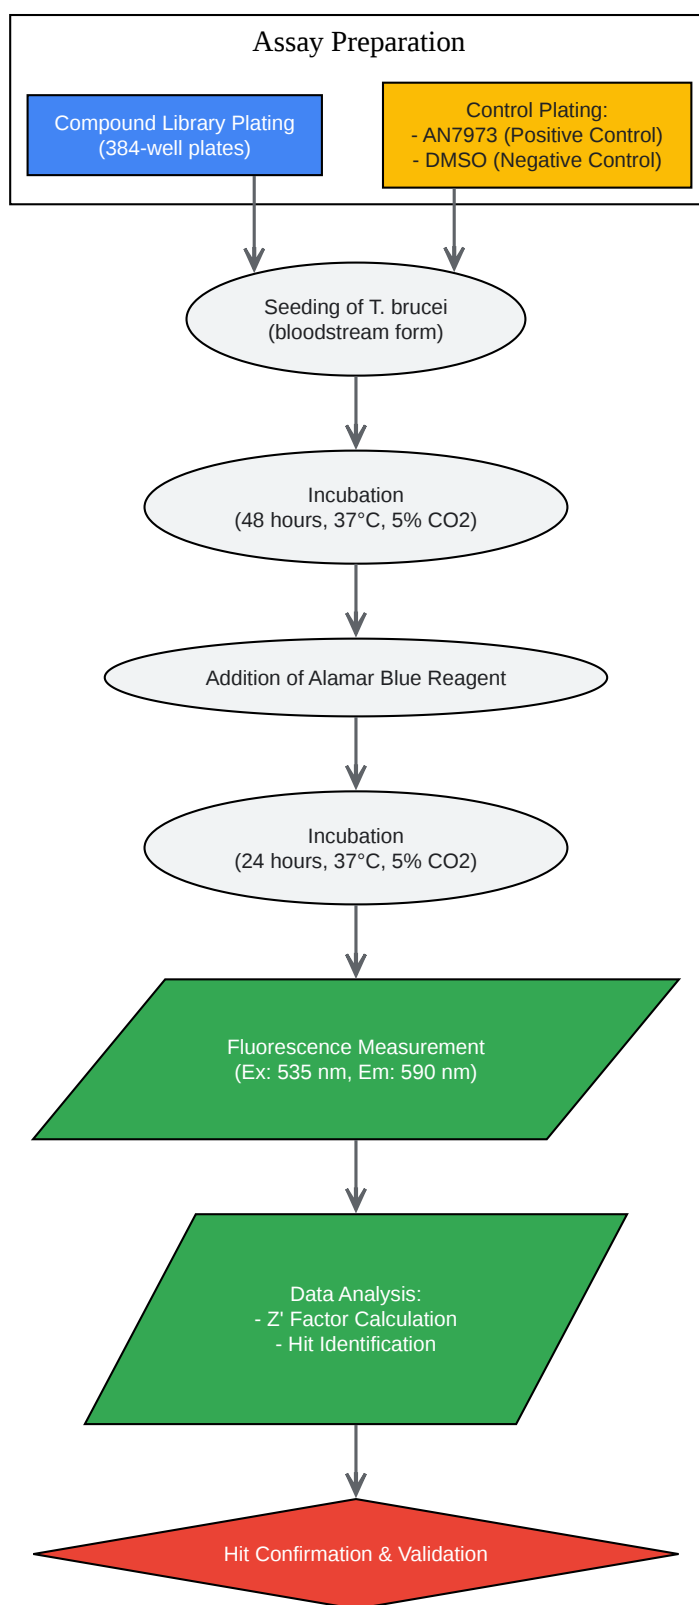 Assay Preparation
Compound Library Plating
(384-well plates)
Control Plating:
- AN7973 (Positive Control)
- DMSO (Negative Control)
Seeding of T. brucei
(bloodstream form)
Incubation
(48 hours, 37°C, 5% CO2)
Addition of Alamar Blue Reagent
Incubation
(24 hours, 37°C, 5% CO2)
Fluorescence Measurement
(Ex: 535 nm, Em: 590 nm)
Data Analysis:
- Z' Factor Calculation
- Hit Identification
Hit Confirmation & Validation